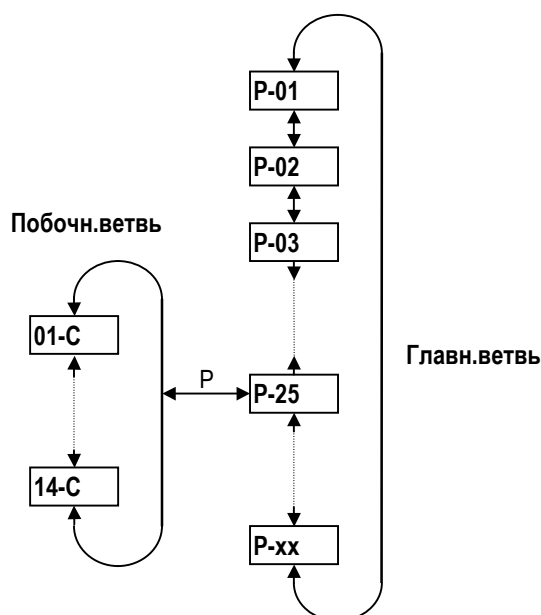 P-01
P-02
P-03
Побочн.ветвь
01-C
Главн.ветвь
P
P-25
14-C
P-xx